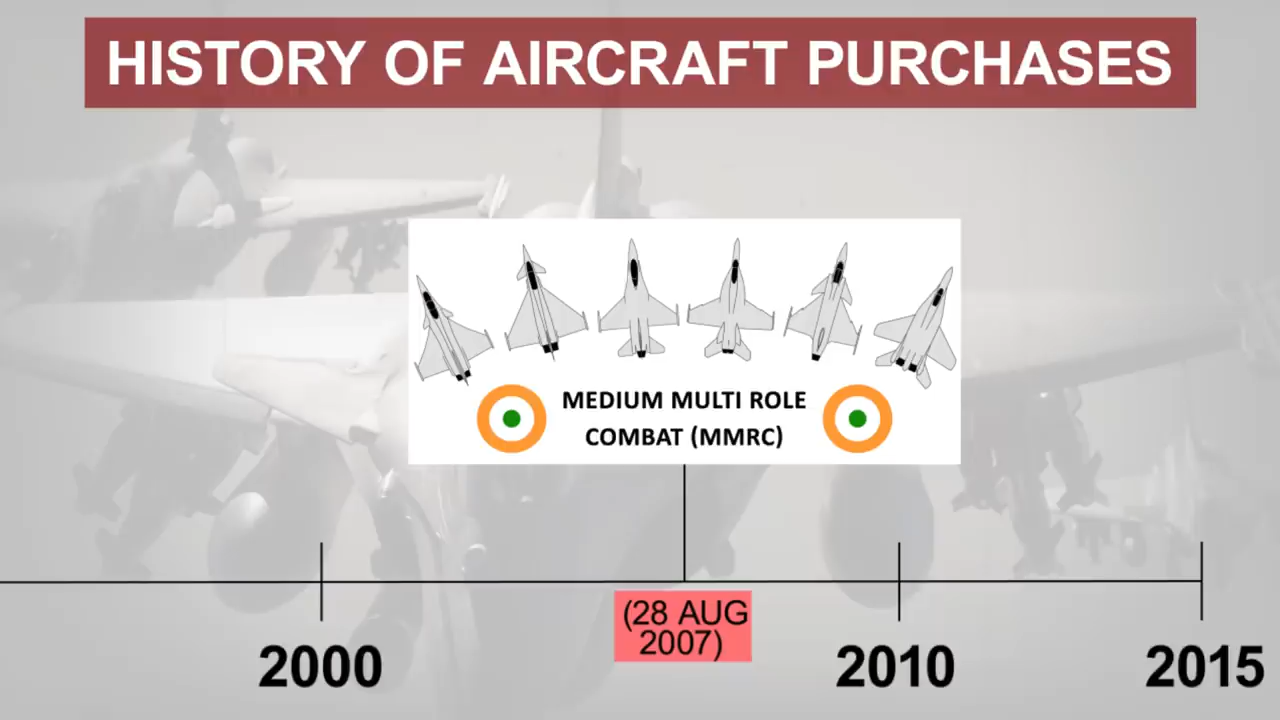 HISTORY OF AIRCRAFT PURCHASES
MEDIUM MULTI ROLE
COMBAT (MMRC)
(28 AUG
2007)
2000
2010
2015